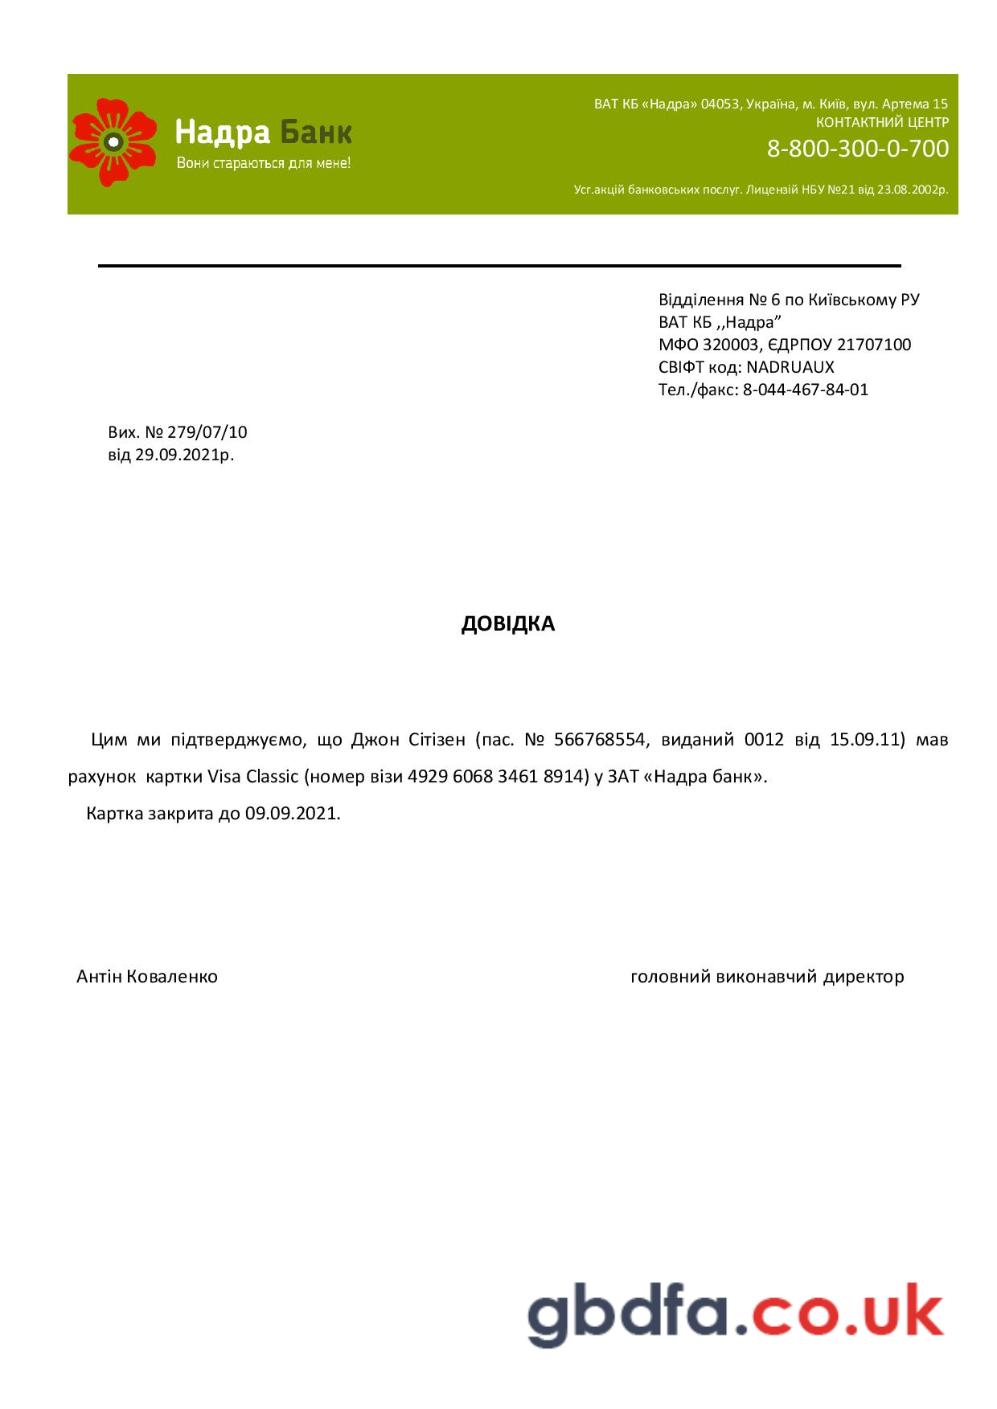 Надра Банк
Вони стараються для мене!
ВАТ КБ «Надра» 04053, Україна, м. Київ, вул. Артема 15
КОНТАКТНИЙ ЦЕНТР
8-800-300-0-700
Усг.акцій банковських послуг. Лицензій НБУ №21 від 23.08.2002р.
Відділення № 6 по Київському РУ
ВАТ КБ ,,Надра”
МФО 320003, ЄДРПОУ 21707100
СВІФТ код: NADRUAUX
Тел./факс: 8-044-467-84-01
Вих. № 279/07/10
від 29.09.2021р.
ДОВІДКА
Цим ми підтверджуємо, що Джон Сітізен (пас. № 566768554, виданий 0012 від 15.09.11) мав
рахунок картки Visa Classic (номер візи 4929 6068 3461 8914) у ЗАТ «Надра банк».
Картка закрита до 09.09.2021.
Антін Коваленко головний виконавчий директор
gbdfa.co.uk